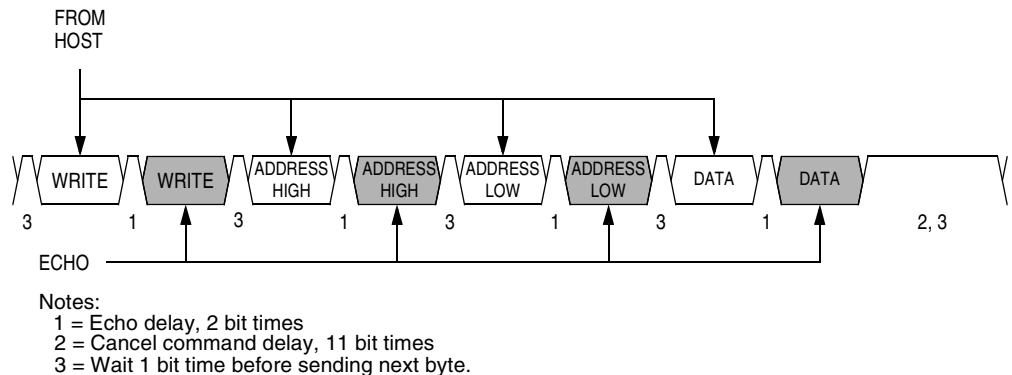 FROM
HOST
WRITE WRITE ADDRESS HIGH ADDRESS HIGH ADDRESS LOW ADDRESS LOW DATA DATA
3 1 3 1 3 1 3 1 2, 3
ECHO
Notes:
1 = Echo delay, 2 bit times
2 = Cancel command delay, 11 bit times
3 = Wait 1 bit time before sending next byte.